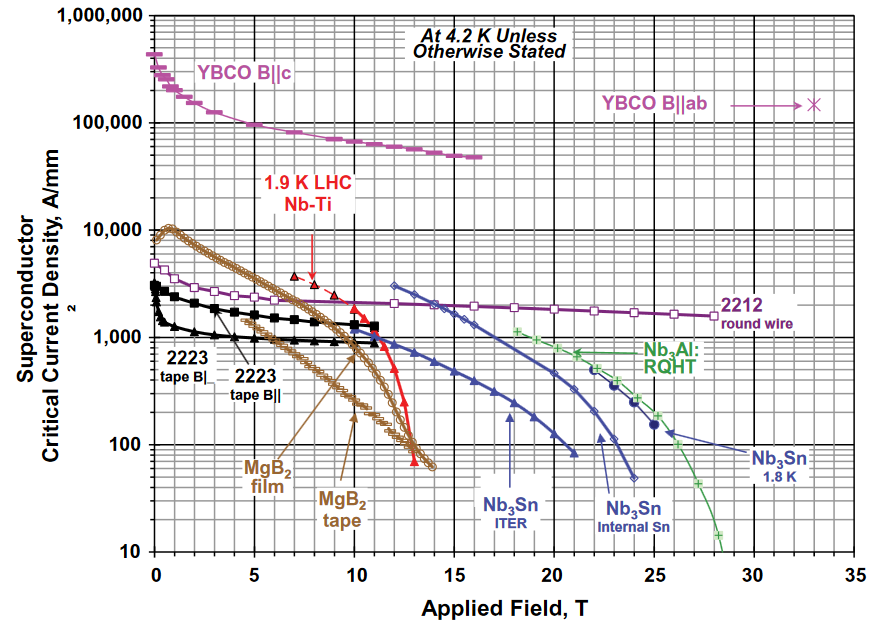 1,000,000
100,000
10,000
1,000
100
10
Superconductor
Critical Current Density, A/mm
2
At 4.2 K Unless
Otherwise Stated
YBCO B||c
YBCO B||ab
1.9 K LHC
Nb-Ti
2212
round wire
2223
tape B|
2223
tape B||
Nb3Al:
RQHT
MgB2
film
MgB2
tape
Nb3Sn
ITER
Nb3Sn
Internal Sn
Nb3Sn
1.8 K
0
5
10
15
20
25
30
35
Applied Field, T